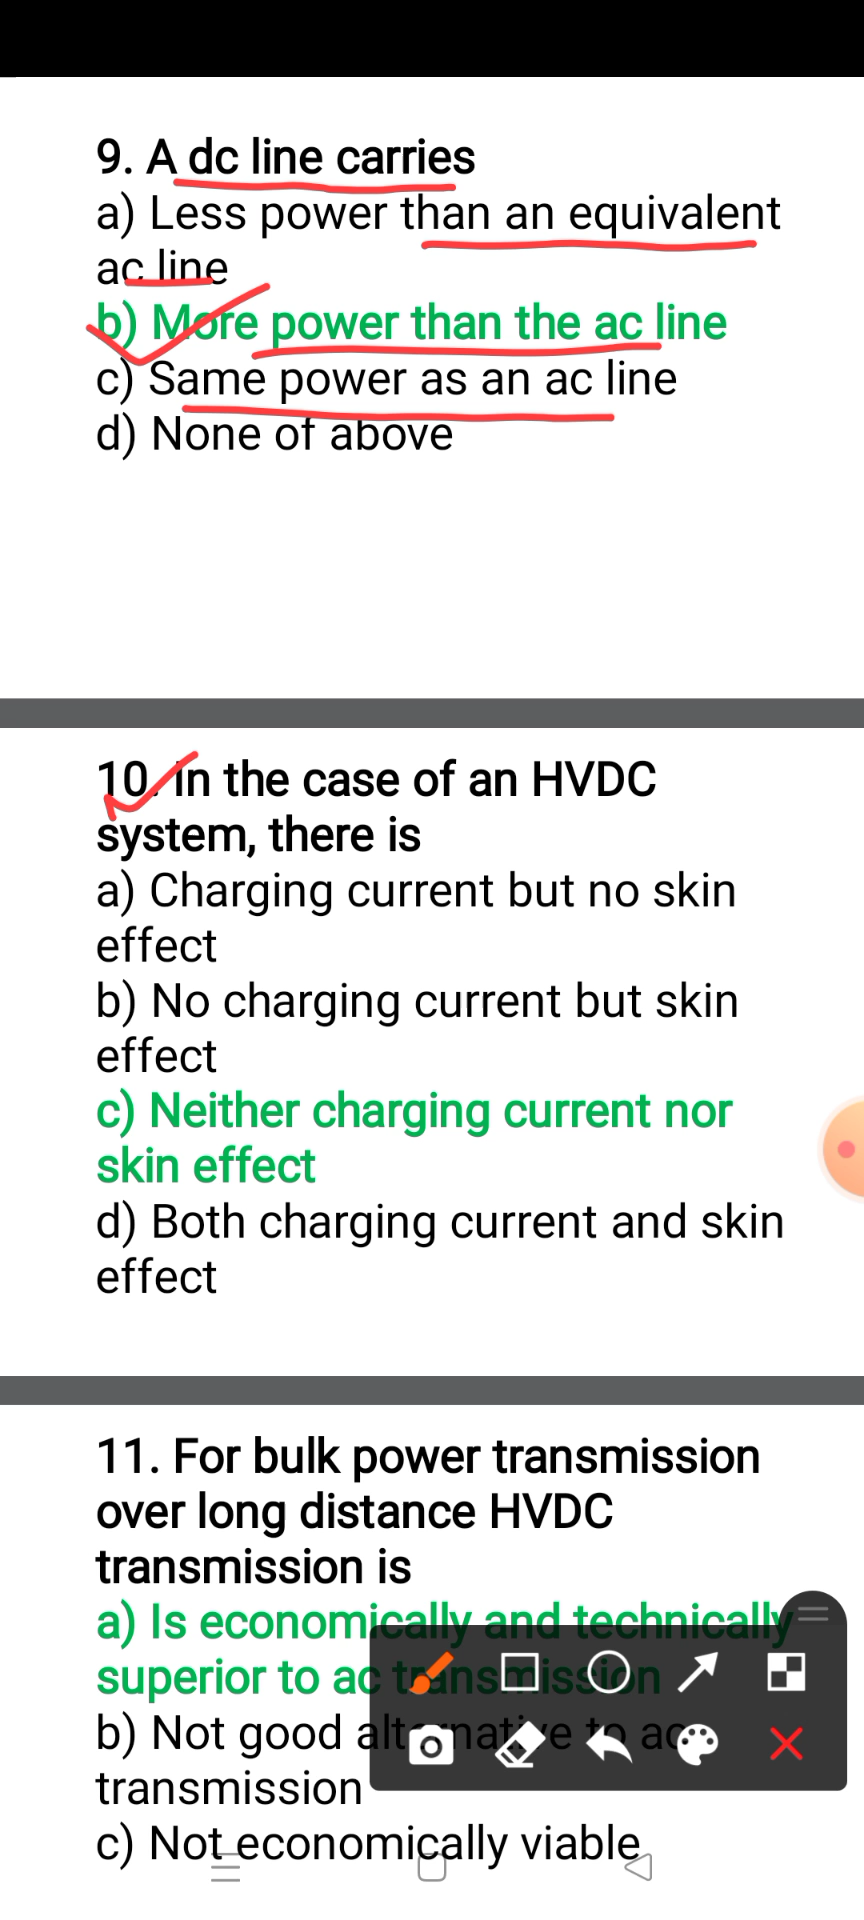 9. A dc line carries
a) Less power than an equivalent
ac line
b) More power than the ac line
c) Same power as an ac line
d) None of above
10. In the case of an HVDC
system, there is
a) Charging current but no skin
effect
b) No charging current but skin
effect
c) Neither charging current nor
skin effect
d) Both charging current and skin
effect
11. For bulk power transmission
over long distance HVDC
transmission is
a) Is economically and technically
superior to ac transmission
b) Not good alternative to ac
transmission
c) Not economically viable